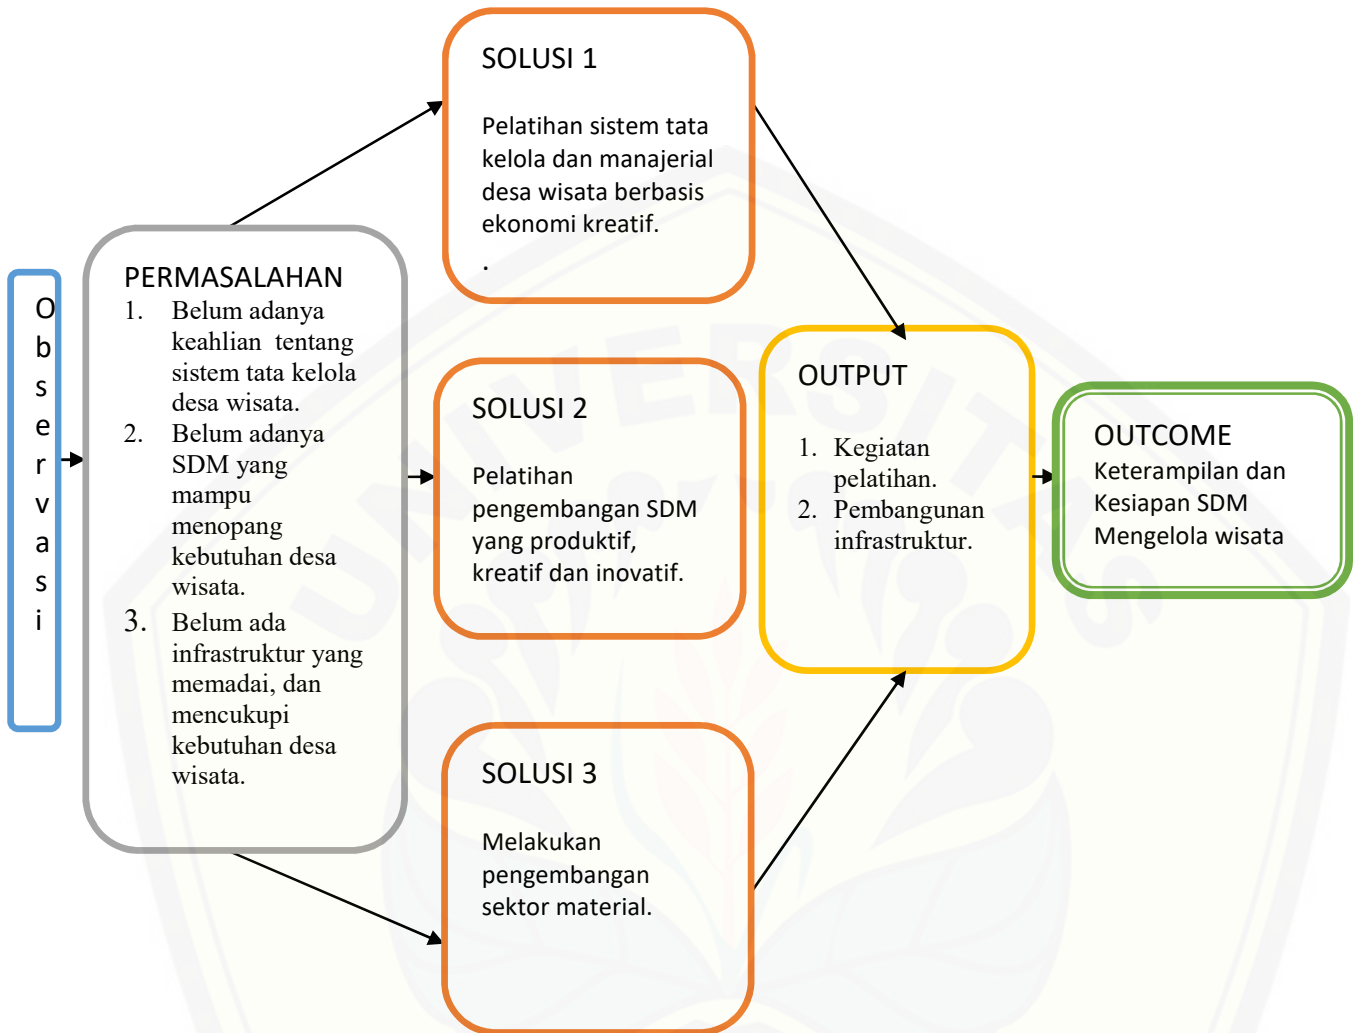 Observasi
PERMASALAHAN
1. Belum adanya
keahlian tentang
sistem tata kelola
desa wisata.
2. Belum adanya
SDM yang
mampu
menopang
kebutuhan desa
wisata.
3. Belum ada
infrastruktur yang
memadai, dan
mencukupi
kebutuhan desa
wisata.
SOLUSI 1
Pelatihan sistem tata
kelola dan manajerial
desa wisata berbasis
ekonomi kreatif.
.
SOLUSI 2
Pelatihan
pengembangan SDM
yang produktif,
kreatif dan inovatif.
SOLUSI 3
Melakukan
pengembangan
sektor material.
OUTPUT
1. Kegiatan
pelatihan.
2. Pembangunan
infrastruktur.
OUTCOME
Keterampilan dan
Kesiapan SDM
Mengelola wisata
UNIVERSITAS